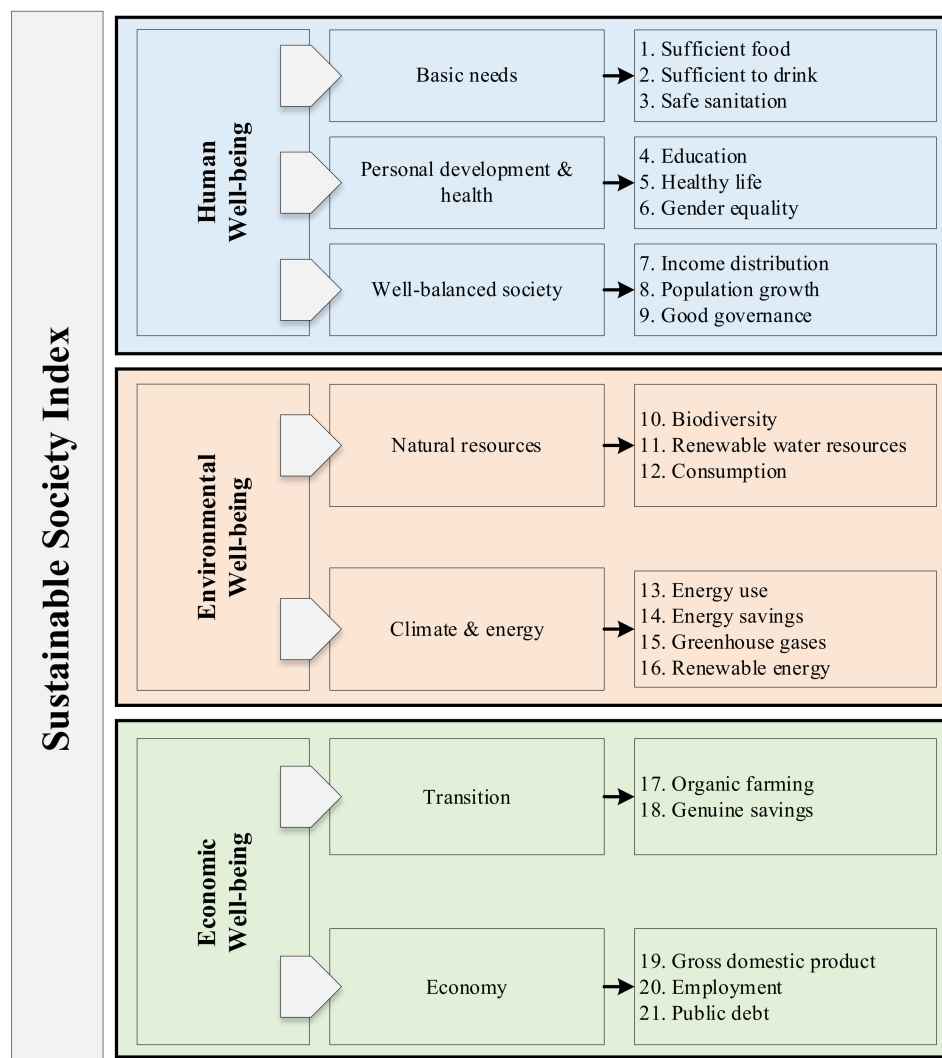 Sustainable Society Index
Human
Well-being
Basic needs
1. Sufficient food
2. Sufficient to drink
3. Safe sanitation
Personal development &
health
4. Education
5. Healthy life
6. Gender equality
Well-balanced society
7. Income distribution
8. Population growth
9. Good governance
Environmental
Well-being
Natural resources
10. Biodiversity
11. Renewable water resources
12. Consumption
Climate & energy
13. Energy use
14. Energy savings
15. Greenhouse gases
16. Renewable energy
Economic
Well-being
Transition
17. Organic farming
18. Genuine savings
Economy
19. Gross domestic product
20. Employment
21. Public debt